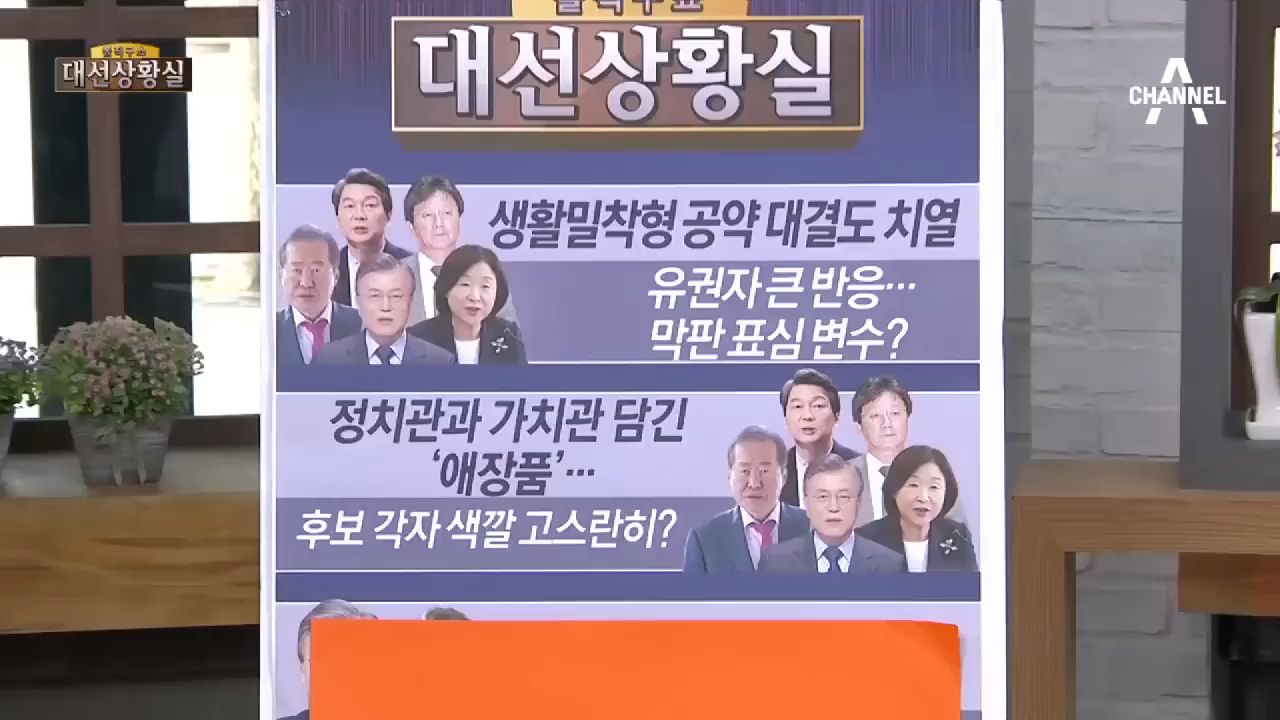 대선상황실
대선상황실
CHANNEL
생활밀착형 공약 대결도 치열
유권자 큰 반응…
막판 표심 변수?
정치관과 가치관 담긴
‘애장품’…
후보 각자 색깔 고스란히?